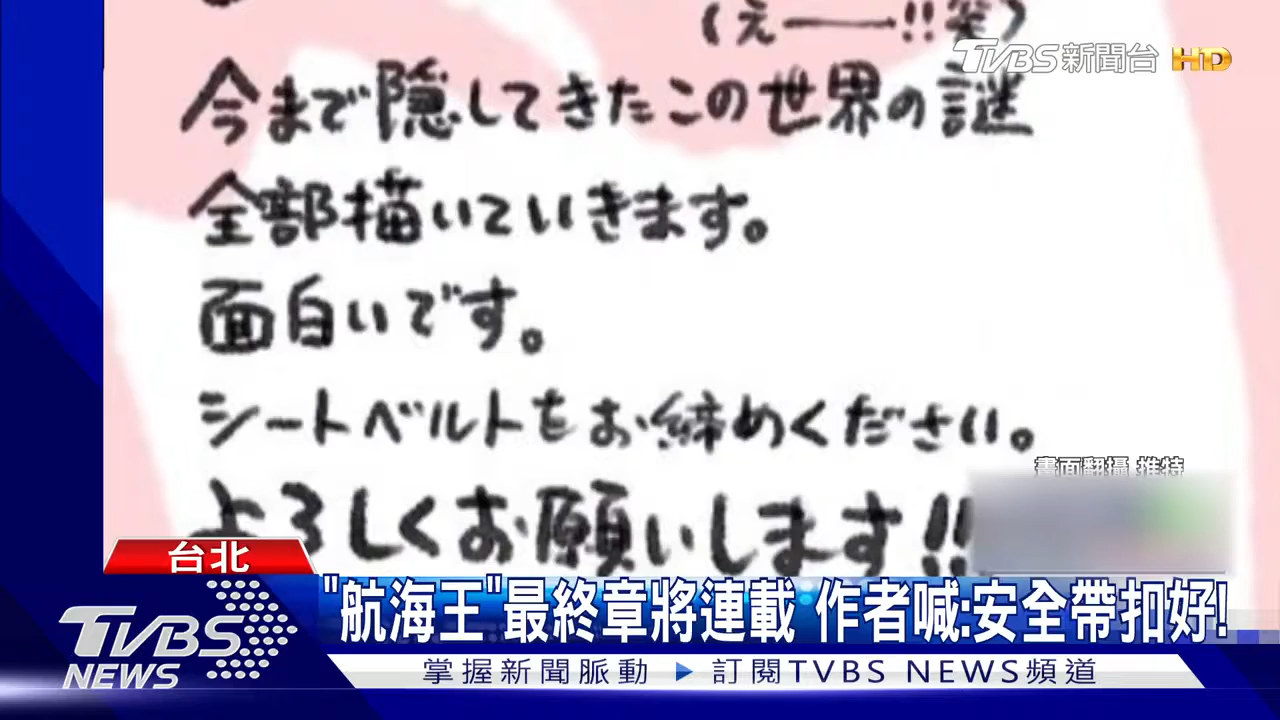 (え——!!笑)
TVBS新聞台 HD
今まで隠してきたこの世界の謎
全部描いていきます。
面白いです。
シートベルトをお締めください。
畫面翻攝 推特
よろしくお願いします!!
台北
"航海王"最終章將連載 作者喊:安全帶扣好!
TVBS NEWS
掌握新聞脈動 ▶ 訂閱TVBS NEWS頻道